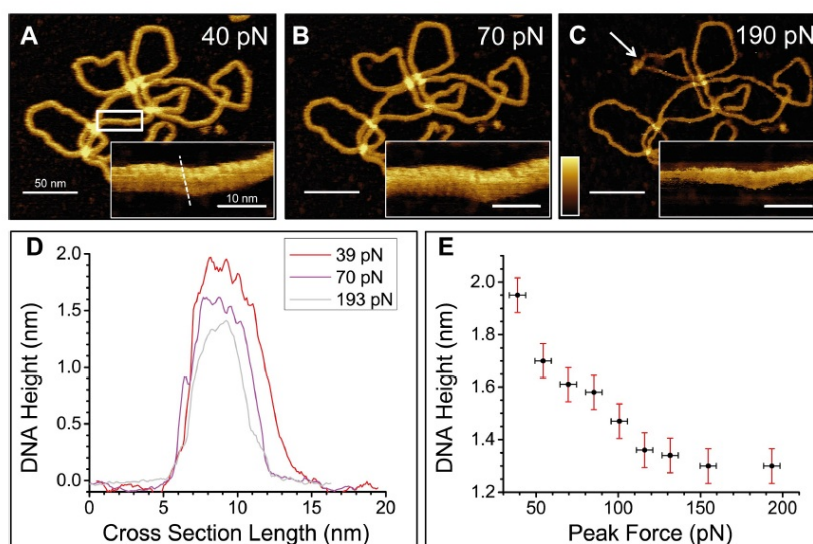 A 40 pN
50 nm
10 nm
B 70 pN
C 190 pN
D
39 pN
70 pN
193 pN
DNA Height (nm)
2.0
1.5
1.0
0.5
0.0
0 5 10 15 20
Cross Section Length (nm)
E
DNA Height (nm)
2.0
1.8
1.6
1.4
1.2
50 100 150 200
Peak Force (pN)